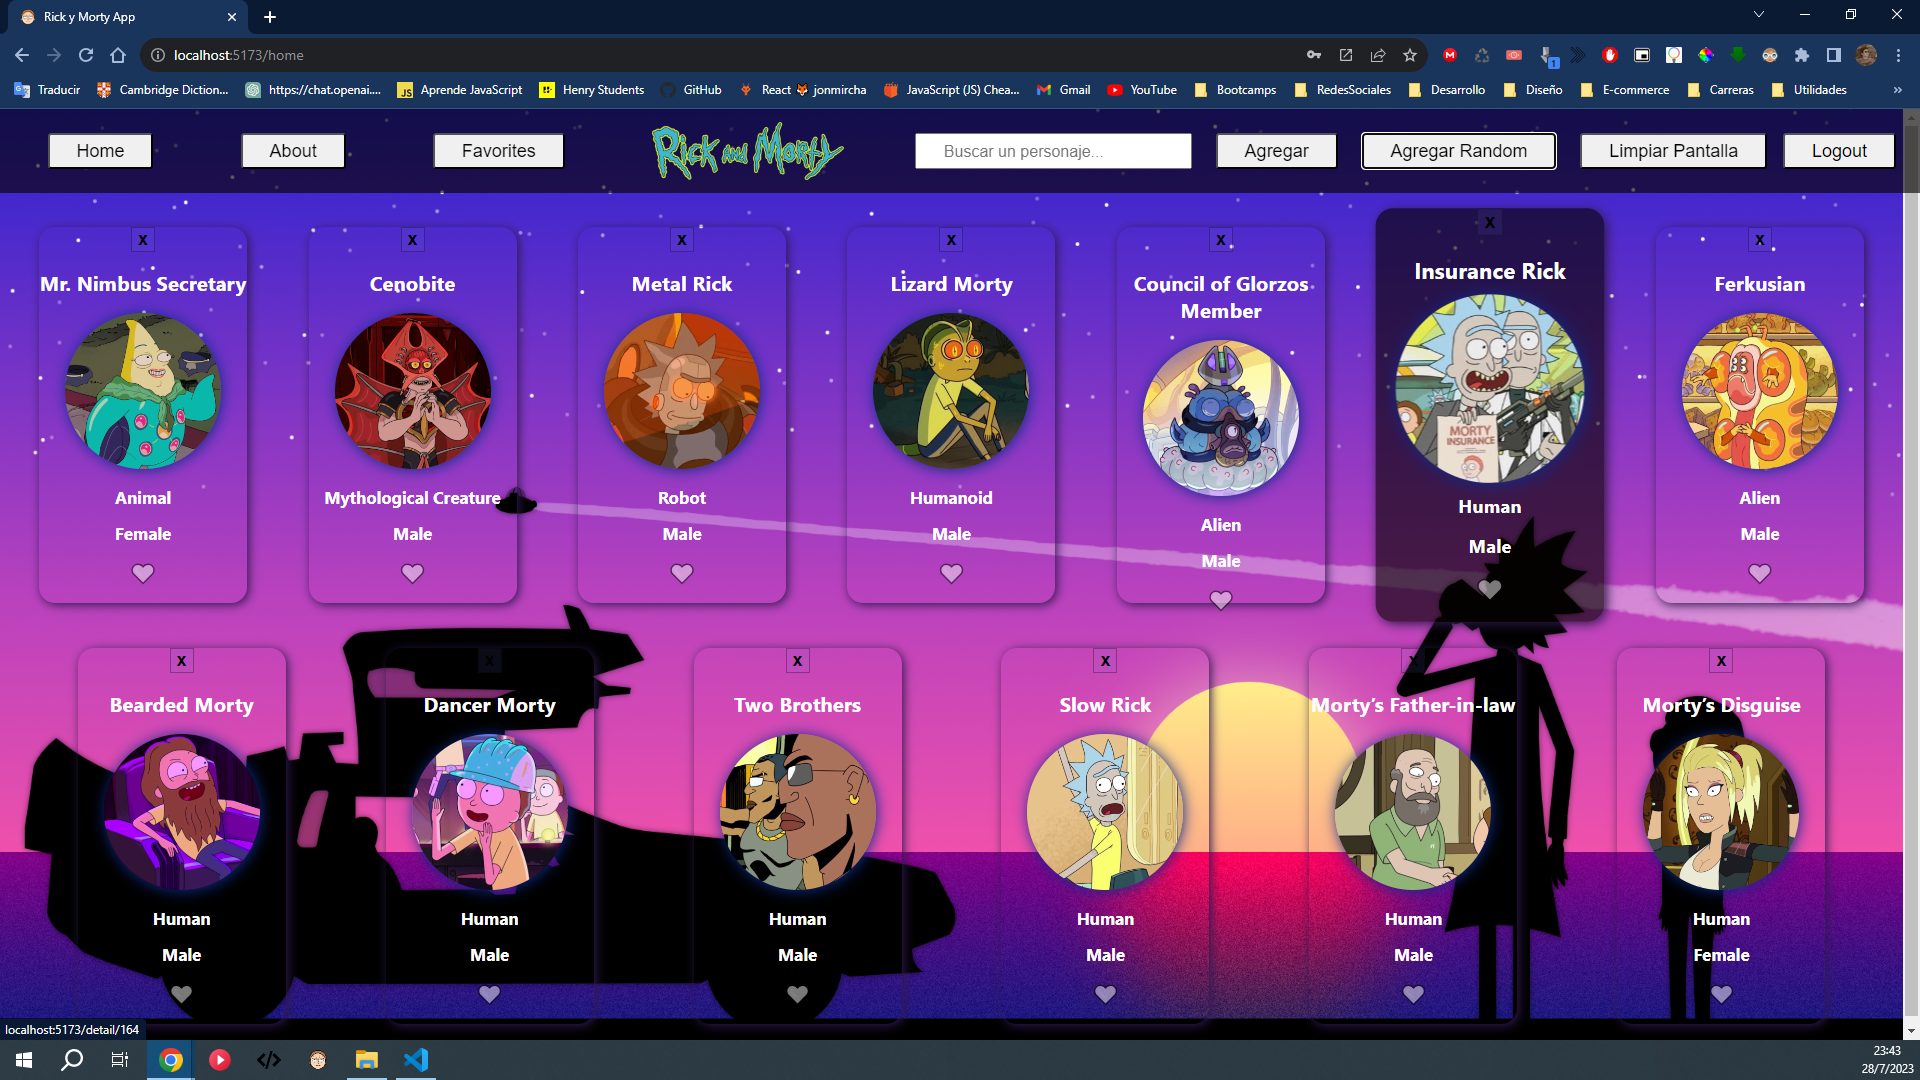 Rick y Morty App
localhost:5173/home
1
Traducir
Cambridge Diction...
https://chat.openai....
JS
Aprende JavaScript
Henry Students
GitHub
React
jonmircha
JavaScript (JS) Chea...
Gmail
YouTube
Bootcamps
RedesSociales
Desarrollo
Diseño
E-commerce
Carreras
Utilidades
»
Home
About
Favorites
Rick and Morty
Buscar un personaje...
Agregar
Agregar Random
Limpiar Pantalla
Logout
X
X
X
X
X
X
X
Mr. Nimbus Secretary
Cenobite
Metal Rick
Lizard Morty
Council of Glorzos
Member
Insurance Rick
Ferkusian
MORTY
INSURANCE
Animal
Mythological Creature
Robot
Humanoid
Alien
Human
Alien
Female
Male
Male
Male
Male
Male
Male
X
X
X
X
X
X
Bearded Morty
Dancer Morty
Two Brothers
Slow Rick
Morty’s Father-in-law
Morty’s Disguise
Human
Human
Human
Human
Human
Human
Male
Male
Male
Male
Male
Female
localhost:5173/detail/164
23:43
28/7/2023